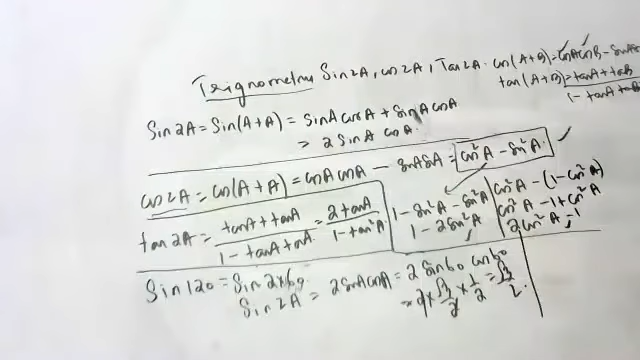 Trignometry Sin2A, cos2A, Tan2A. cos(A+B)=cosAcosB - SinA
tan(A+B)=tanA+tanB
1-tanA tanB
Sin2A = Sin(A+A) = SinA cosA + SinA cosA
= 2 SinA cosA.
cos2A = cos(A+A) = cosA cosA - SinA SinA = cos²A - Sin²A.
tan2A = tanA + tanA / 1 - tanA tanA = 2tanA / 1 - tan²A
1 - Sin²A - Sin²A
1 - 2Sin²A
cos²A - (1 - cos²A)
cos²A - 1 + cos²A
2cos²A - 1
Sin120 = Sin 2×60
Sin2A = 2SinA cosA = 2 Sin60 cos60
= 2 × √3/2 × 1/2 = √3/2.